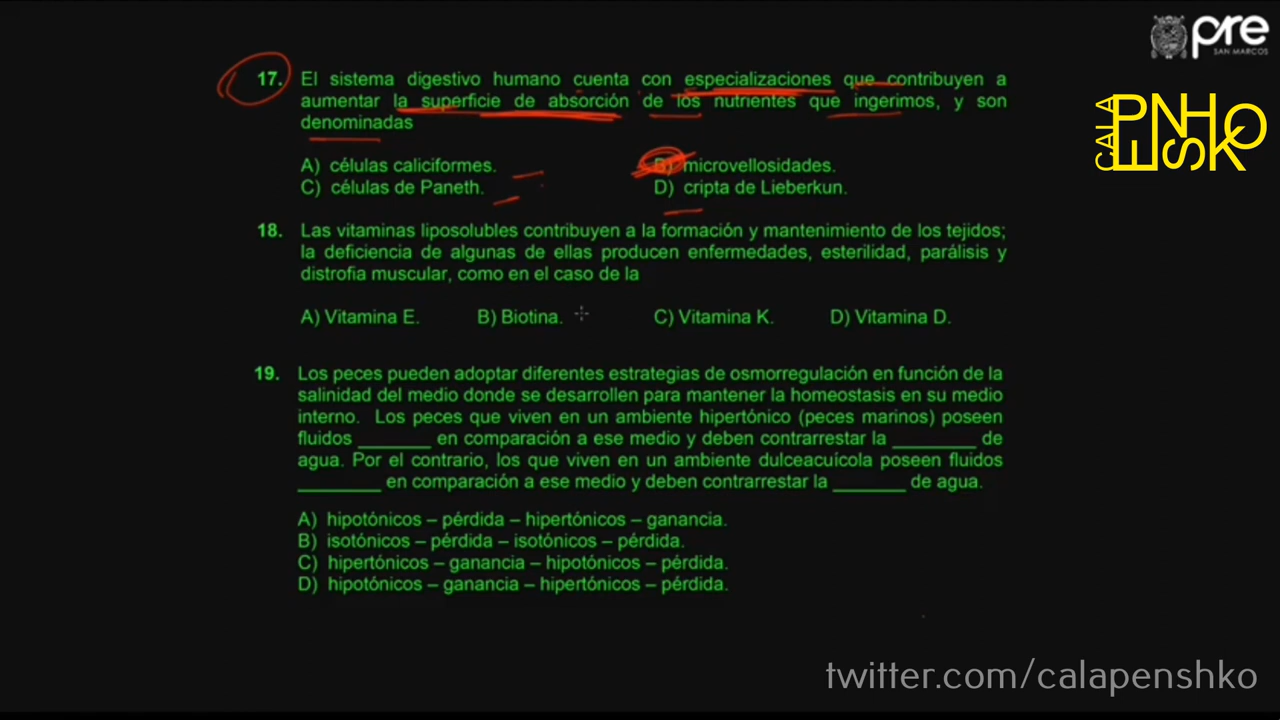 pre
SAN MARCOS
CALA
PENSHKO
17. El sistema digestivo humano cuenta con especializaciones que contribuyen a
aumentar la superficie de absorción de los nutrientes que ingerimos, y son
denominadas
A) células caliciformes. B) microvellosidades.
C) células de Paneth. D) cripta de Lieberkun.
18. Las vitaminas liposolubles contribuyen a la formación y mantenimiento de los tejidos;
la deficiencia de algunas de ellas producen enfermedades, esterilidad, parálisis y
distrofia muscular, como en el caso de la
A) Vitamina E. B) Biotina. C) Vitamina K. D) Vitamina D.
19. Los peces pueden adoptar diferentes estrategias de osmorregulación en función de la
salinidad del medio donde se desarrollen para mantener la homeostasis en su medio
interno. Los peces que viven en un ambiente hipertónico (peces marinos) poseen
fluidos _______ en comparación a ese medio y deben contrarrestar la ________ de
agua. Por el contrario, los que viven en un ambiente dulceacuícola poseen fluidos
________ en comparación a ese medio y deben contrarrestar la _______ de agua.
A) hipotónicos – pérdida – hipertónicos – ganancia.
B) isotónicos – pérdida – isotónicos – pérdida.
C) hipertónicos – ganancia – hipotónicos – pérdida.
D) hipotónicos – ganancia – hipertónicos – pérdida.
twitter.com/calapenshko